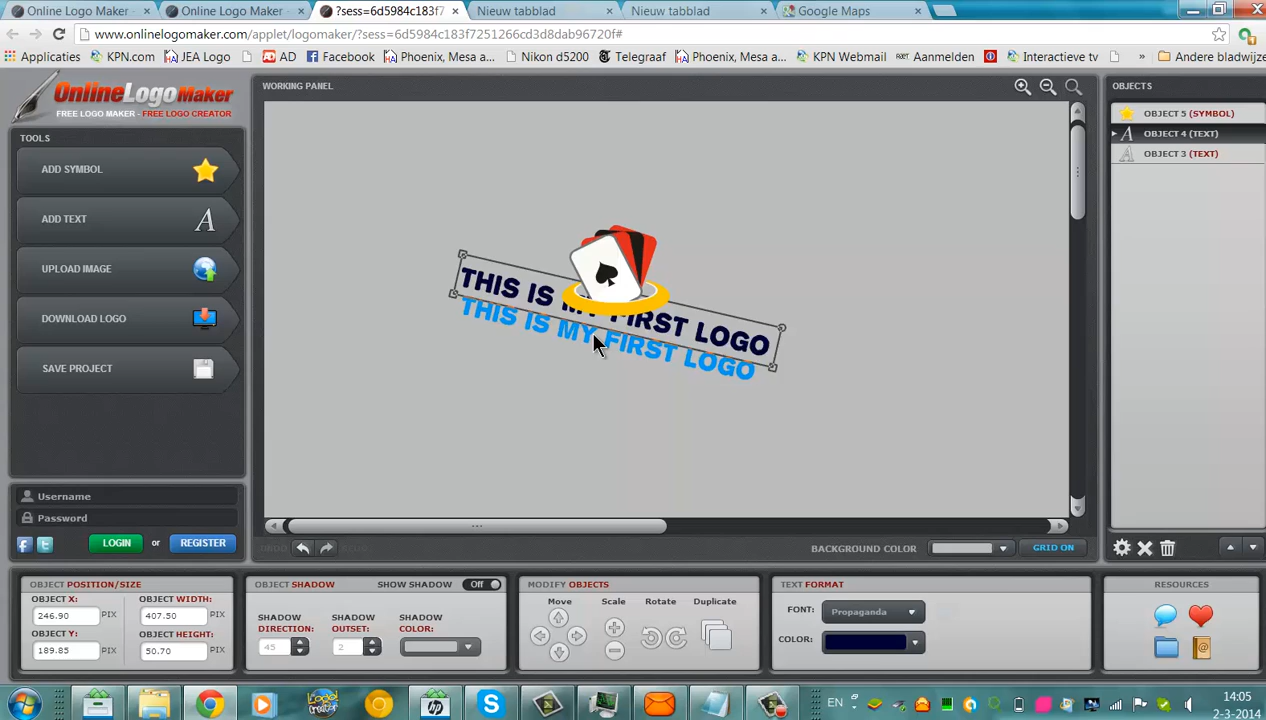 Online Logo Maker -
Online Logo Maker -
?sess=6d5984c183f7
Nieuw tabblad
Nieuw tabblad
Google Maps
www.onlinelogomaker.com/applet/logomaker/?sess=6d5984c183f7251266cd3d8dab96720f#
Applicaties
KPN.com
JEA Logo
AD
Facebook
Phoenix, Mesa a...
Nikon d5200
Telegraaf
Phoenix, Mesa a...
KPN Webmail
Aanmelden
Interactieve tv
»
Andere bladwijze
OnlineLogoMaker
FREE LOGO MAKER - FREE LOGO CREATOR
WORKING PANEL
OBJECTS
TOOLS
ADD SYMBOL
ADD TEXT
A
UPLOAD IMAGE
DOWNLOAD LOGO
SAVE PROJECT
OBJECT 5 (SYMBOL)
A OBJECT 4 (TEXT)
A OBJECT 3 (TEXT)
THIS IS MY FIRST LOGO
THIS IS MY FIRST LOGO
Username
Password
LOGIN
or
REGISTER
UNDO
REDO
BACKGROUND COLOR
GRID ON
OBJECT POSITION/SIZE
OBJECT X:
246.90 PIX
OBJECT WIDTH:
407.50 PIX
OBJECT Y:
189.85 PIX
OBJECT HEIGHT:
50.70 PIX
OBJECT SHADOW
SHOW SHADOW
Off
SHADOW DIRECTION:
45
SHADOW OUTSET:
2
SHADOW COLOR:
MODIFY OBJECTS
Move
Scale
Rotate
Duplicate
TEXT FORMAT
FONT:
Propaganda
COLOR:
RESOURCES
EN
14:05
2-3-2014